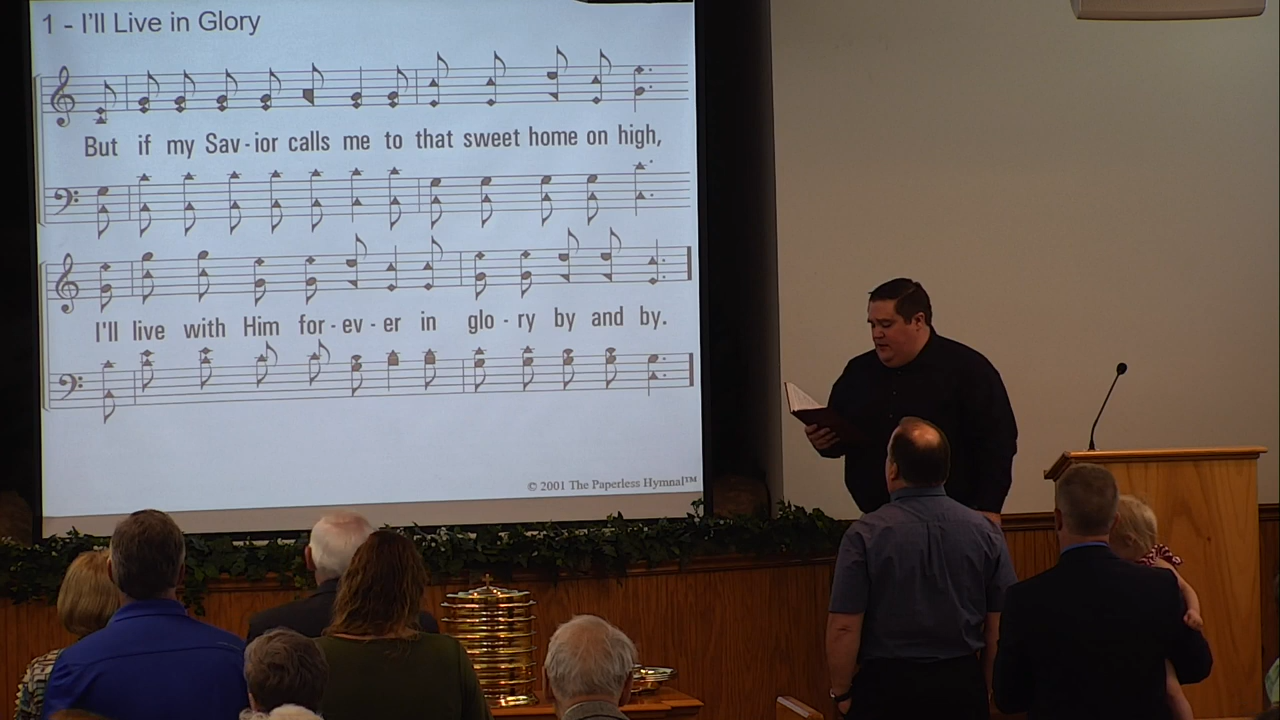 1 - I'll Live in Glory
But if my Sav - ior calls me to that sweet home on high,
I'll live with Him for - ev - er in glo - ry by and by.
© 2001 The Paperless Hymnal™